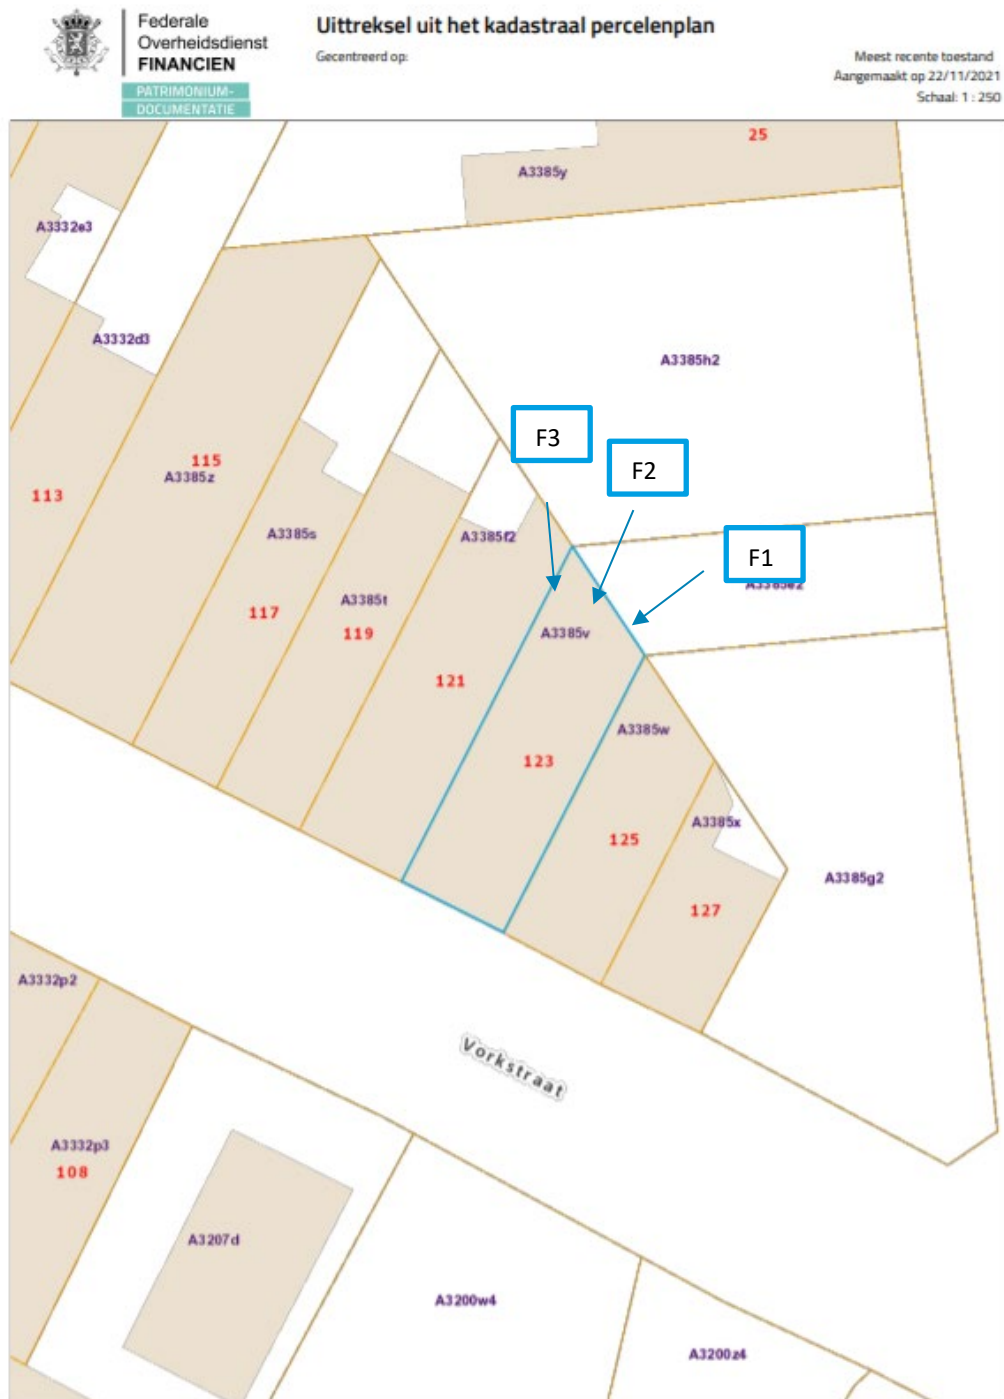 Federale
Overheidsdienst
FINANCIEN
PATRIMONIUM-
DOCUMENTATIE
Uittreksel uit het kadastraal percelenplan
Gecentreerd op:
Meest recente toestand
Aangemaakt op 22/11/2021
Schaal: 1 : 250
25
A3385y
A3332e3
A3332d3
A3385h2
F3
F2
F1
115
A3385z
113
A3385s
A3385f2
A3385e2
A3385t
117
119
A3385v
121
A3385w
123
A3385x
125
A3385g2
127
A3332p2
Vorkstraat
A3332p3
108
A3207d
A3200w4
A3200z4